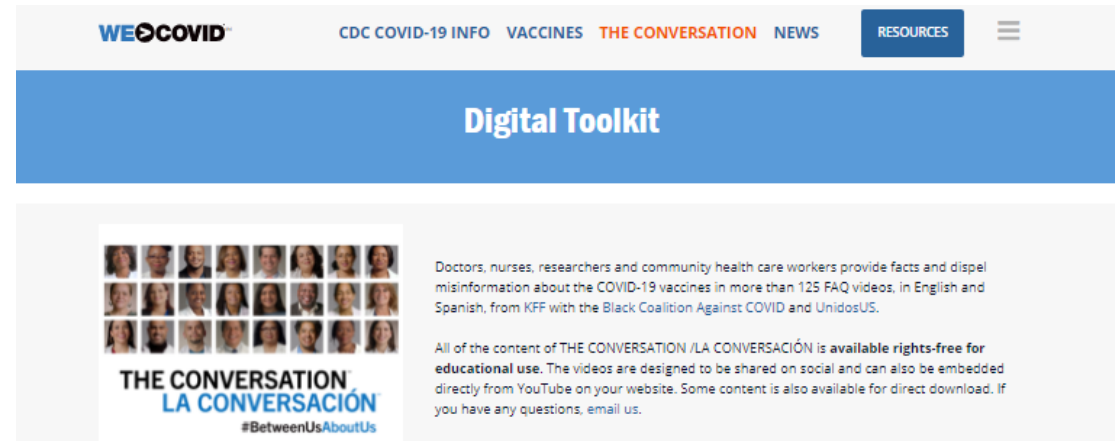 WE COVID
CDC COVID-19 INFO VACCINES THE CONVERSATION NEWS RESOURCES
Digital Toolkit
Doctors, nurses, researchers and community health care workers provide facts and dispel
misinformation about the COVID-19 vaccines in more than 125 FAQ videos, in English and
Spanish, from KFF with the Black Coalition Against COVID and UnidosUS.
All of the content of THE CONVERSATION /LA CONVERSACIÓN is available rights-free for
educational use. The videos are designed to be shared on social and can also be embedded
directly from YouTube on your website. Some content is also available for direct download. If
you have any questions, email us.
THE CONVERSATION
LA CONVERSACIÓN
#BetweenUsAboutUs